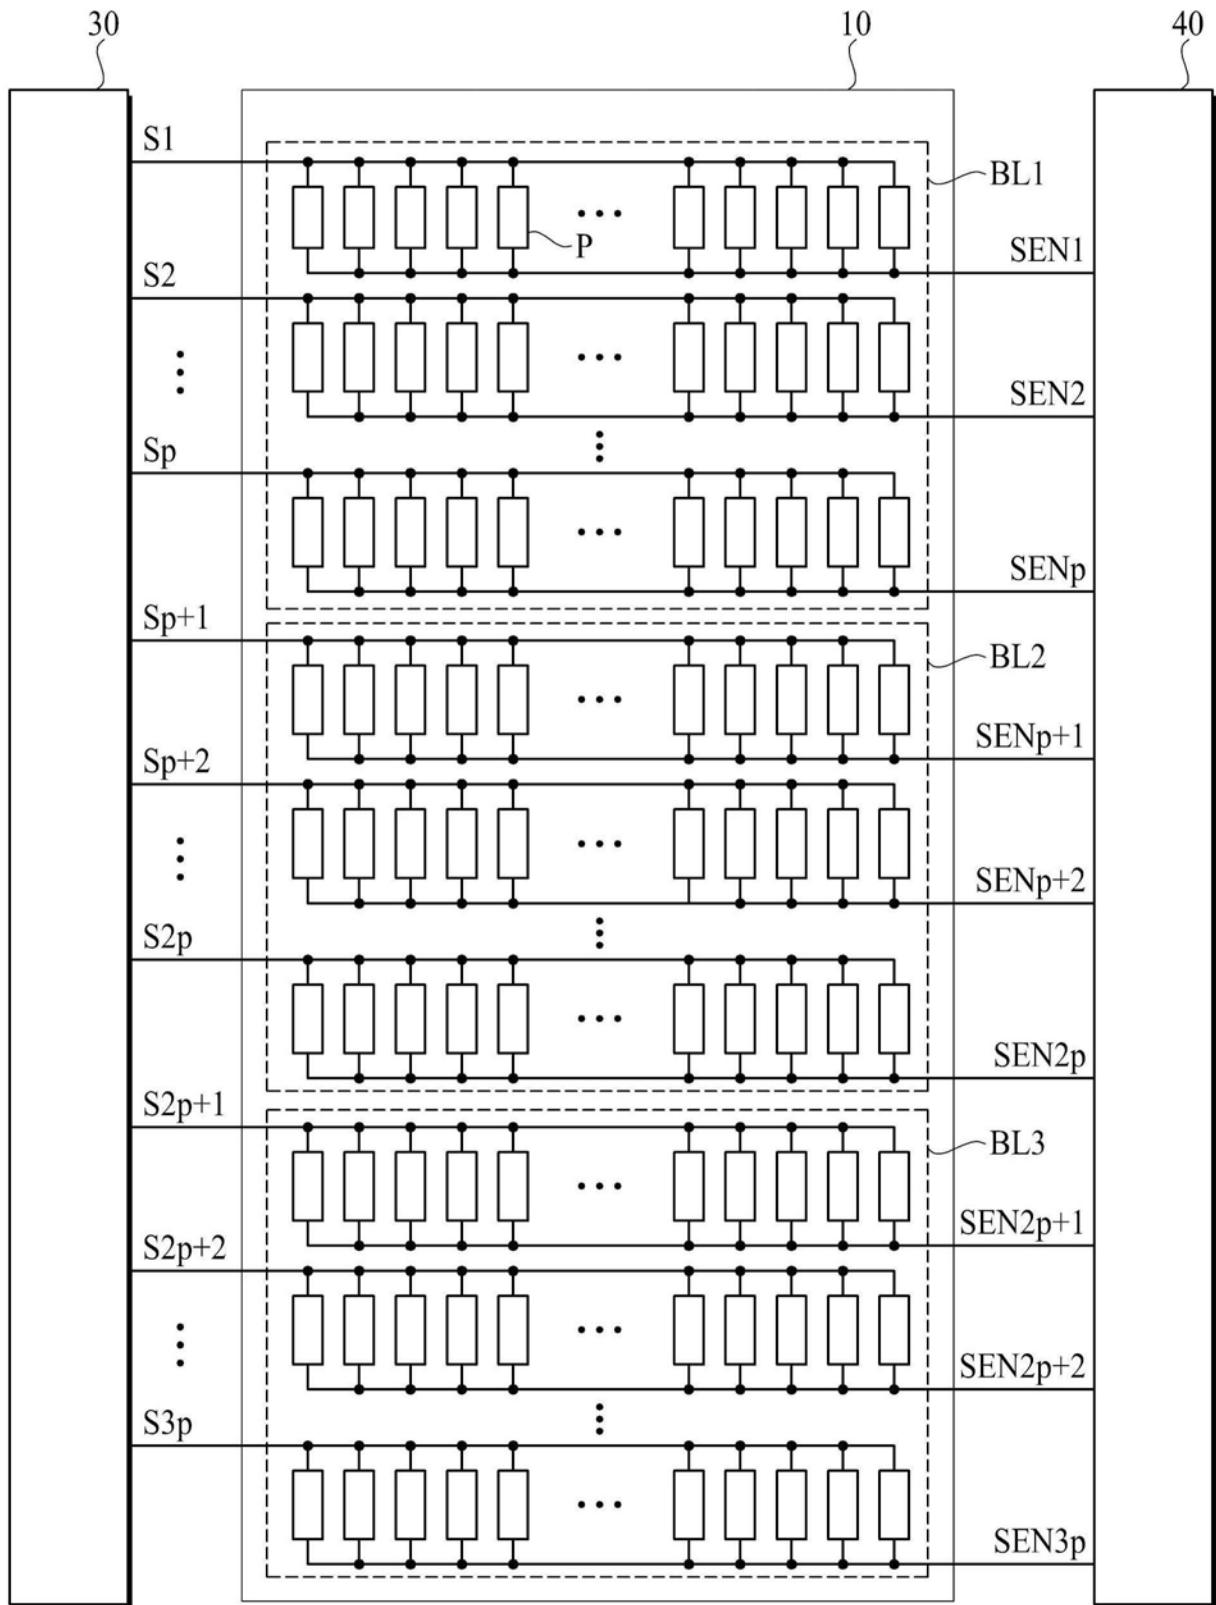 30
10
40
S1
BL1
P
SEN1
S2
SEN2
Sp
SENp
Sp+1
BL2
SENp+1
Sp+2
SENp+2
S2p
SEN2p
S2p+1
BL3
SEN2p+1
S2p+2
SEN2p+2
S3p
SEN3p